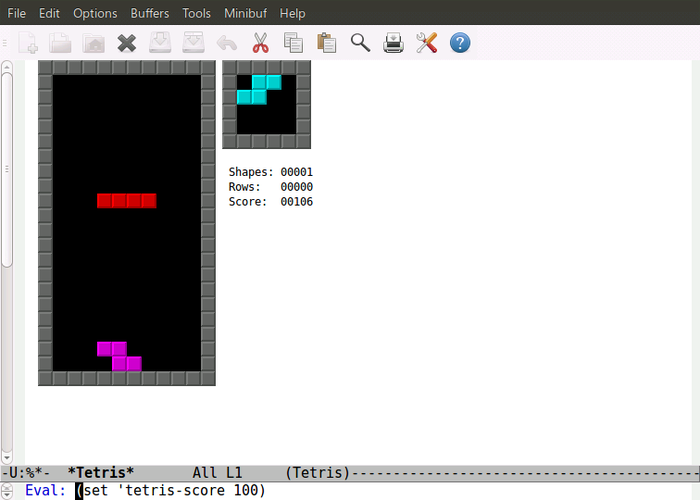 File Edit Options Buffers Tools Minibuf Help
Shapes: 00001
Rows: 00000
Score: 00106
-U:%*- *Tetris* All L1 (Tetris)------------------------------------------
Eval: (set 'tetris-score 100)